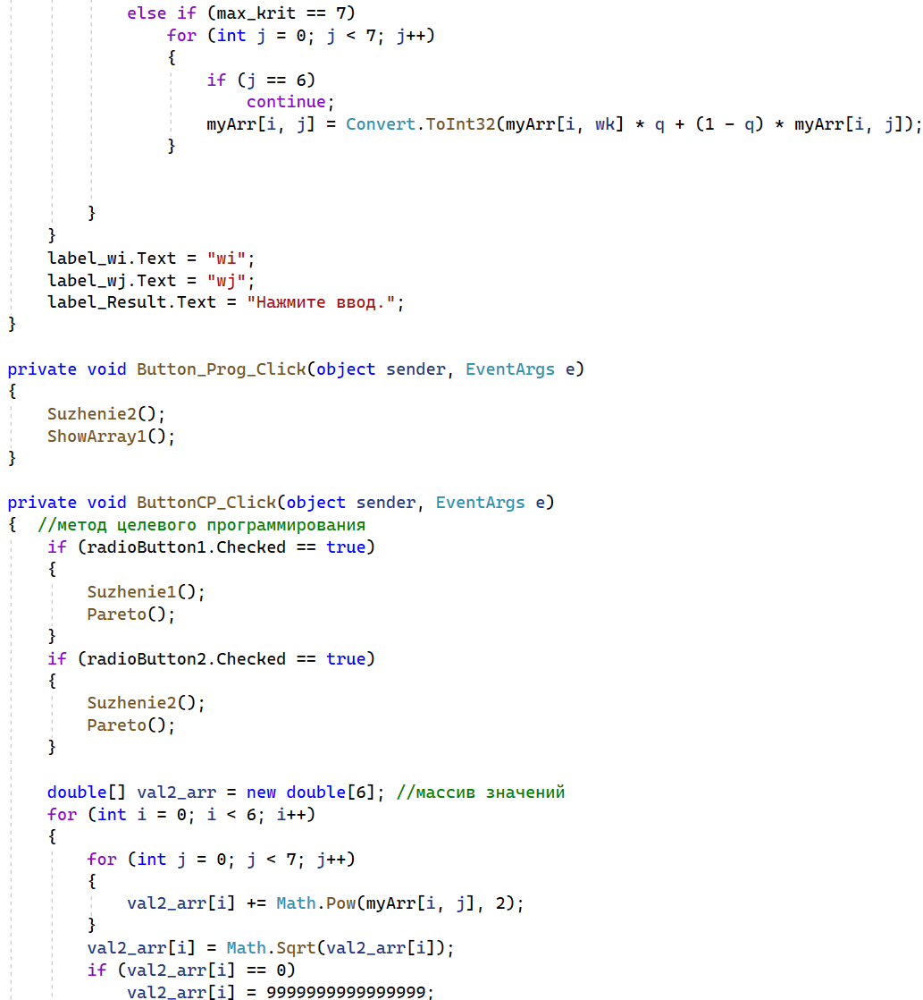 else if (max_krit == 7)
for (int j = 0; j < 7; j++)
{
if (j == 6)
continue;
myArr[i, j] = Convert.ToInt32(myArr[i, wk] * q + (1 - q) * myArr[i, j]);
}
}
}
label_wi.Text = "wi";
label_wj.Text = "wj";
label_Result.Text = "Нажмите ввод.";
}
private void Button_Prog_Click(object sender, EventArgs e)
{
Suzhenie2();
ShowArray1();
}
private void ButtonCP_Click(object sender, EventArgs e)
{ //метод целевого программирования
if (radioButton1.Checked == true)
{
Suzhenie1();
Pareto();
}
if (radioButton2.Checked == true)
{
Suzhenie2();
Pareto();
}
double[] val2_arr = new double[6]; //массив значений
for (int i = 0; i < 6; i++)
{
for (int j = 0; j < 7; j++)
{
val2_arr[i] += Math.Pow(myArr[i, j], 2);
}
val2_arr[i] = Math.Sqrt(val2_arr[i]);
if (val2_arr[i] == 0)
val2_arr[i] = 9999999999999999;